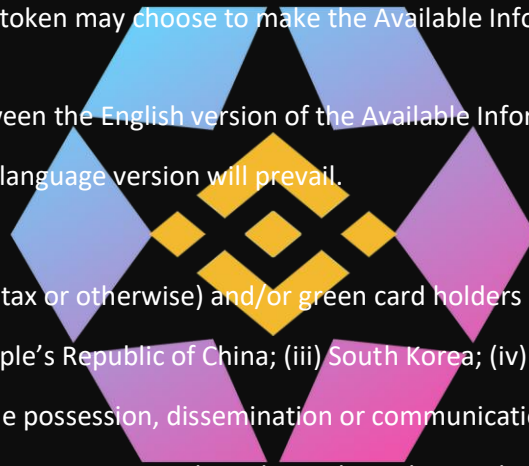 token may choose to make the Available Info
een the English version of the Available Infor
language version will prevail.
tax or otherwise) and/or green card holders
ple’s Republic of China; (iii) South Korea; (iv)
e possession, dissemination or communicatio